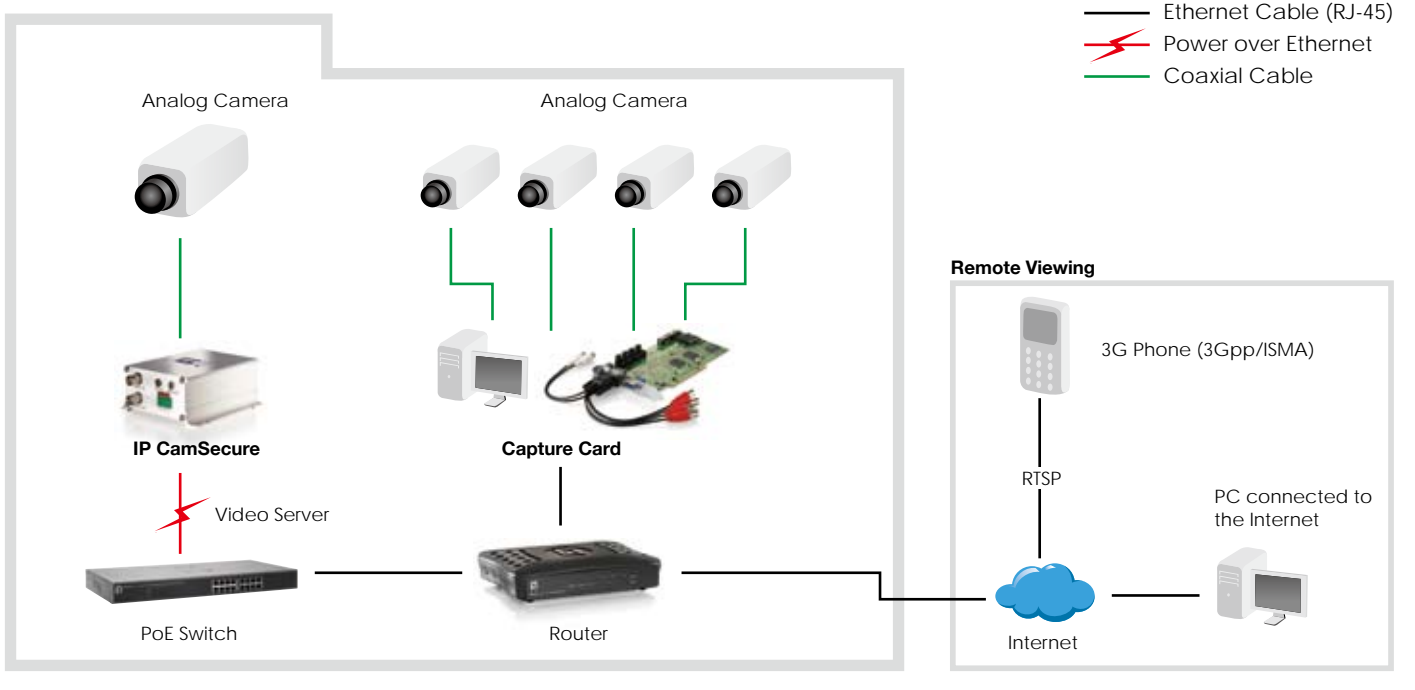 Ethernet Cable (RJ-45)
Power over Ethernet
Coaxial Cable
Analog Camera
Analog Camera
Remote Viewing
3G Phone (3Gpp/ISMA)
IP CamSecure
Capture Card
RTSP
PC connected to
the Internet
Video Server
PoE Switch
Router
Internet